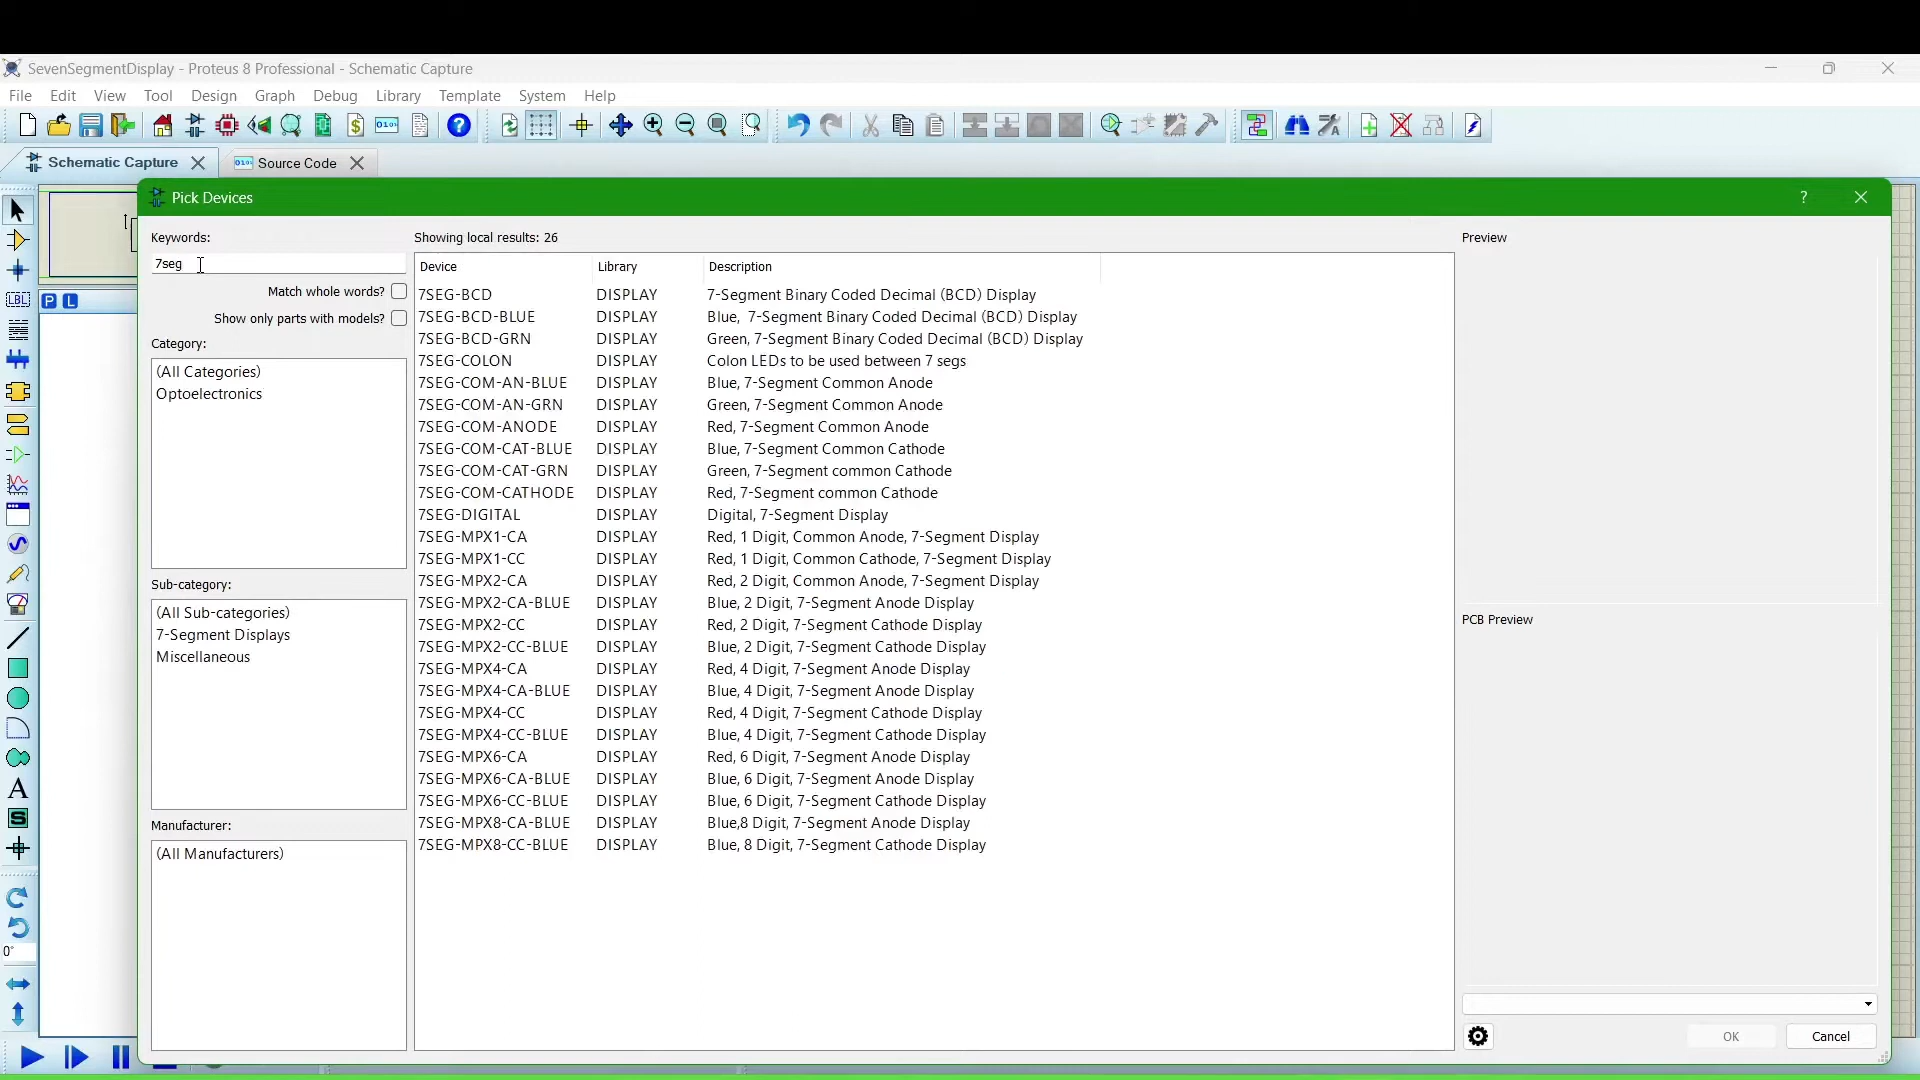 SevenSegmentDisplay - Proteus 8 Professional - Schematic Capture
File Edit View Tool Design Graph Debug Library Template System Help
Schematic Capture
Source Code
Pick Devices
?
Keywords:
7seg
Match whole words?
Show only parts with models?
Category:
(All Categories)
Optoelectronics
Sub-category:
(All Sub-categories)
7-Segment Displays
Miscellaneous
Manufacturer:
(All Manufacturers)
Showing local results: 26
Device Library Description
7SEG-BCD DISPLAY 7-Segment Binary Coded Decimal (BCD) Display
7SEG-BCD-BLUE DISPLAY Blue, 7-Segment Binary Coded Decimal (BCD) Display
7SEG-BCD-GRN DISPLAY Green, 7-Segment Binary Coded Decimal (BCD) Display
7SEG-COLON DISPLAY Colon LEDs to be used between 7 segs
7SEG-COM-AN-BLUE DISPLAY Blue, 7-Segment Common Anode
7SEG-COM-AN-GRN DISPLAY Green, 7-Segment Common Anode
7SEG-COM-ANODE DISPLAY Red, 7-Segment Common Anode
7SEG-COM-CAT-BLUE DISPLAY Blue, 7-Segment Common Cathode
7SEG-COM-CAT-GRN DISPLAY Green, 7-Segment common Cathode
7SEG-COM-CATHODE DISPLAY Red, 7-Segment common Cathode
7SEG-DIGITAL DISPLAY Digital, 7-Segment Display
7SEG-MPX1-CA DISPLAY Red, 1 Digit, Common Anode, 7-Segment Display
7SEG-MPX1-CC DISPLAY Red, 1 Digit, Common Cathode, 7-Segment Display
7SEG-MPX2-CA DISPLAY Red, 2 Digit, Common Anode, 7-Segment Display
7SEG-MPX2-CA-BLUE DISPLAY Blue, 2 Digit, 7-Segment Anode Display
7SEG-MPX2-CC DISPLAY Red, 2 Digit, 7-Segment Cathode Display
7SEG-MPX2-CC-BLUE DISPLAY Blue, 2 Digit, 7-Segment Cathode Display
7SEG-MPX4-CA DISPLAY Red, 4 Digit, 7-Segment Anode Display
7SEG-MPX4-CA-BLUE DISPLAY Blue, 4 Digit, 7-Segment Anode Display
7SEG-MPX4-CC DISPLAY Red, 4 Digit, 7-Segment Cathode Display
7SEG-MPX4-CC-BLUE DISPLAY Blue, 4 Digit, 7-Segment Cathode Display
7SEG-MPX6-CA DISPLAY Red, 6 Digit, 7-Segment Anode Display
7SEG-MPX6-CA-BLUE DISPLAY Blue, 6 Digit, 7-Segment Anode Display
7SEG-MPX6-CC-BLUE DISPLAY Blue, 6 Digit, 7-Segment Cathode Display
7SEG-MPX8-CA-BLUE DISPLAY Blue,8 Digit, 7-Segment Anode Display
7SEG-MPX8-CC-BLUE DISPLAY Blue, 8 Digit, 7-Segment Cathode Display
Preview
PCB Preview
OK Cancel
P L
LBL
A
S
0°